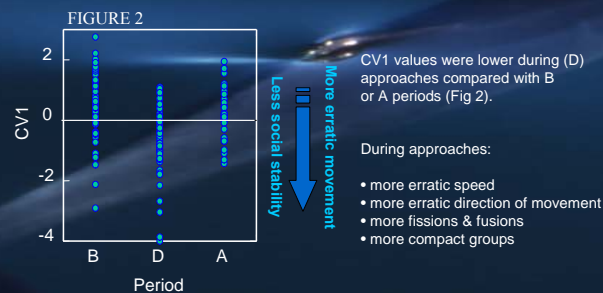 FIGURE 2
2
0
-2
-4
CV1
B D A
Period
Less social stability
More erratic movement
CV1 values were lower during (D)
approaches compared with B
or A periods (Fig 2).
During approaches:
• more erratic speed
• more erratic direction of movement
• more fissions & fusions
• more compact groups